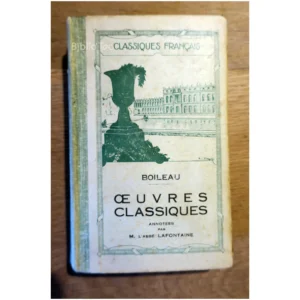 CLASSIQUES FRANÇAIS
BOILEAU
ŒUVRES
CLASSIQUES
ANNOTÉES
PAR
M. L'ABBÉ LAFONTAINE